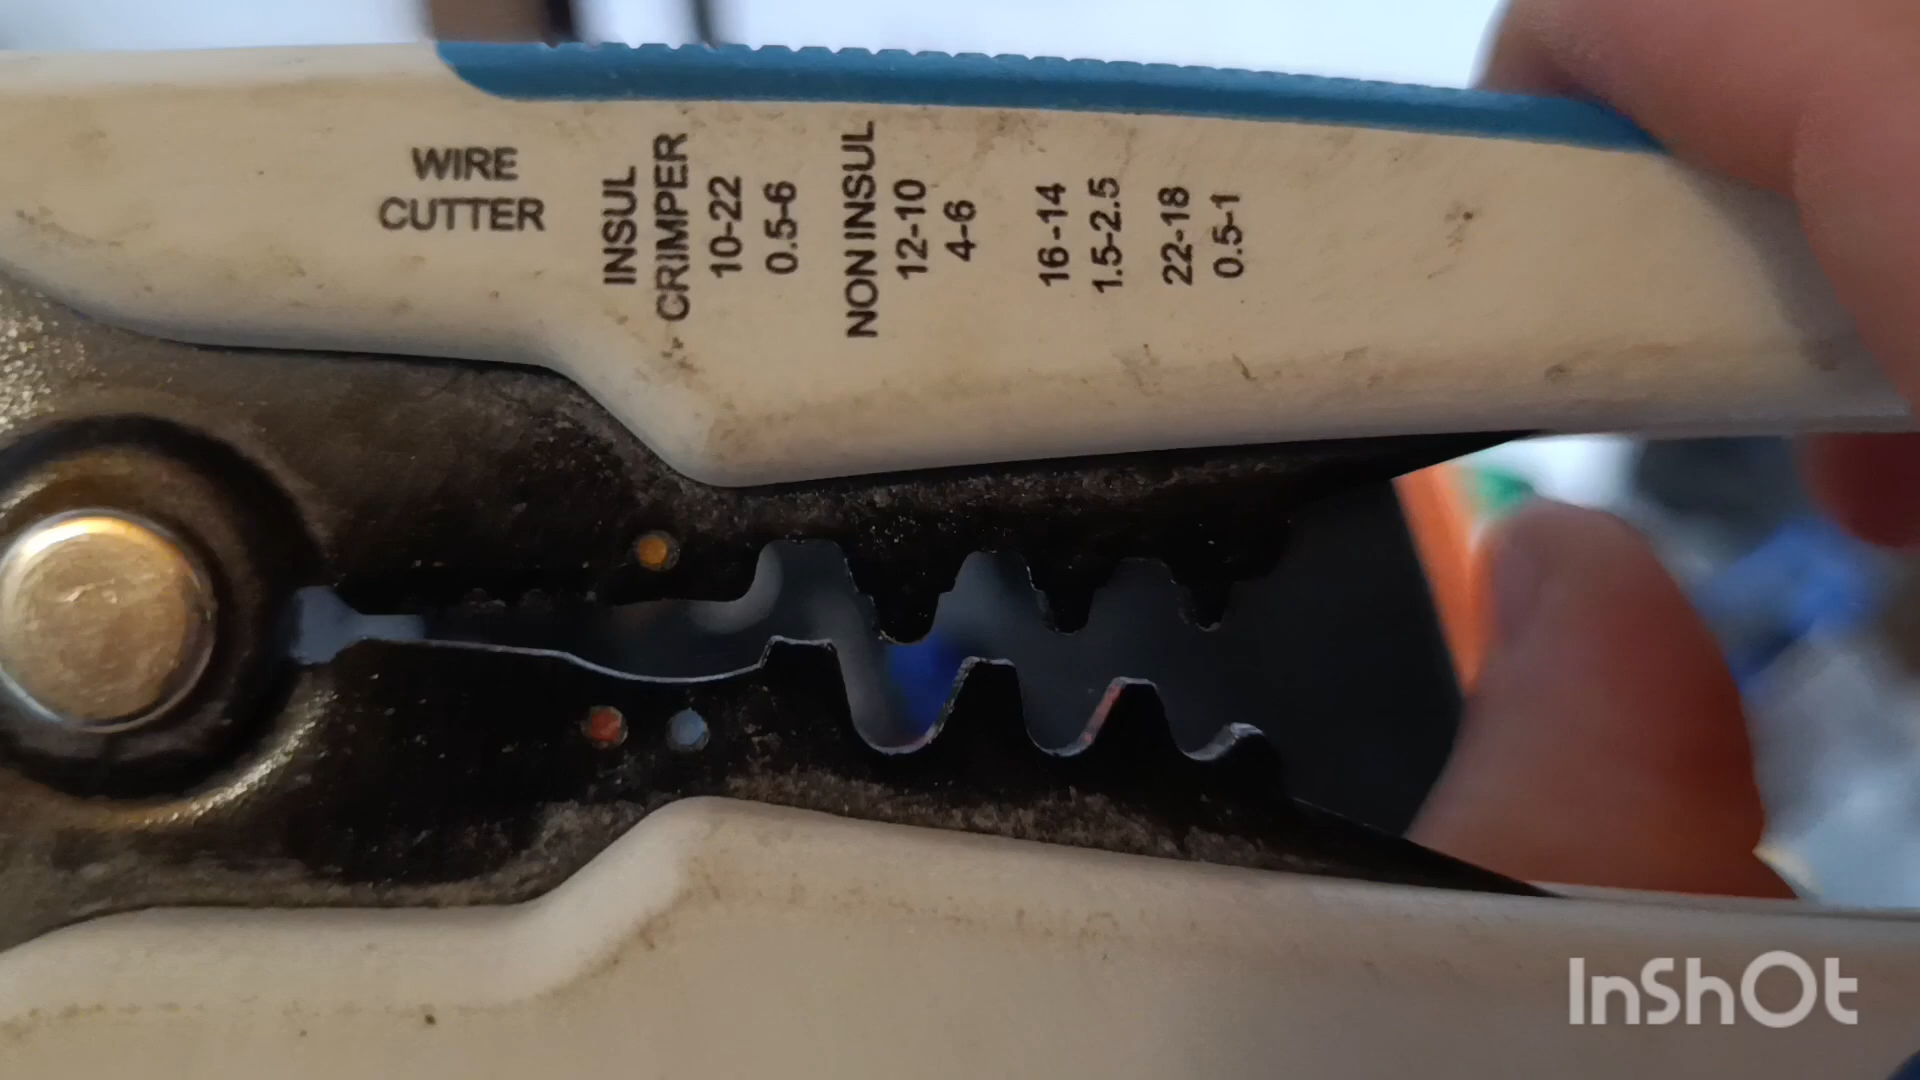 WIRE
CUTTER
INSUL
CRIMPER
10-22
0.5-6
NON INSUL
12-10
4-6
16-14
1.5-2.5
22-18
0.5-1
InShOt